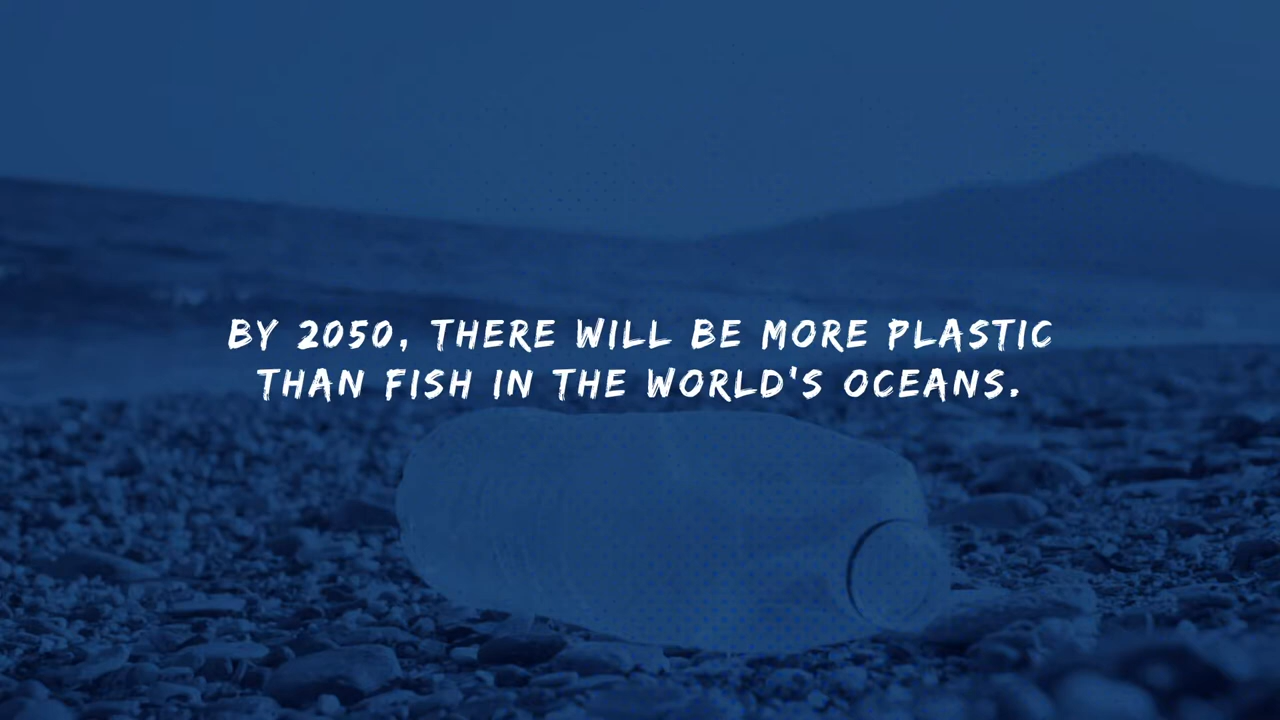 BY 2050, THERE WILL BE MORE PLASTIC
THAN FISH IN THE WORLD'S OCEANS.